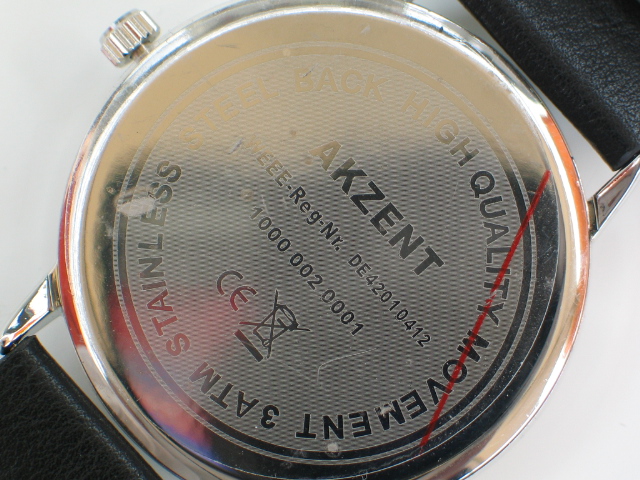 STAINLESS STEEL BACK HIGH QUALITY MOVEMENT 3ATM
AKZENT
WEEE-Reg-Nr. DE42010412
1000 002 0001
CE